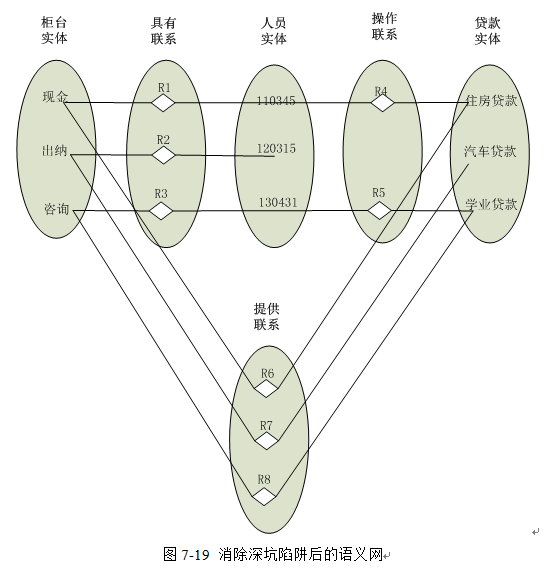 柜台
实体
具有
联系
人员
实体
操作
联系
贷款
实体
现金
R1
110345
R4
住房贷款
出纳
R2
120315
汽车贷款
咨询
R3
130431
R5
学业贷款
提供
联系
R6
R7
R8
图 7-19 消除深坑陷阱后的语义网